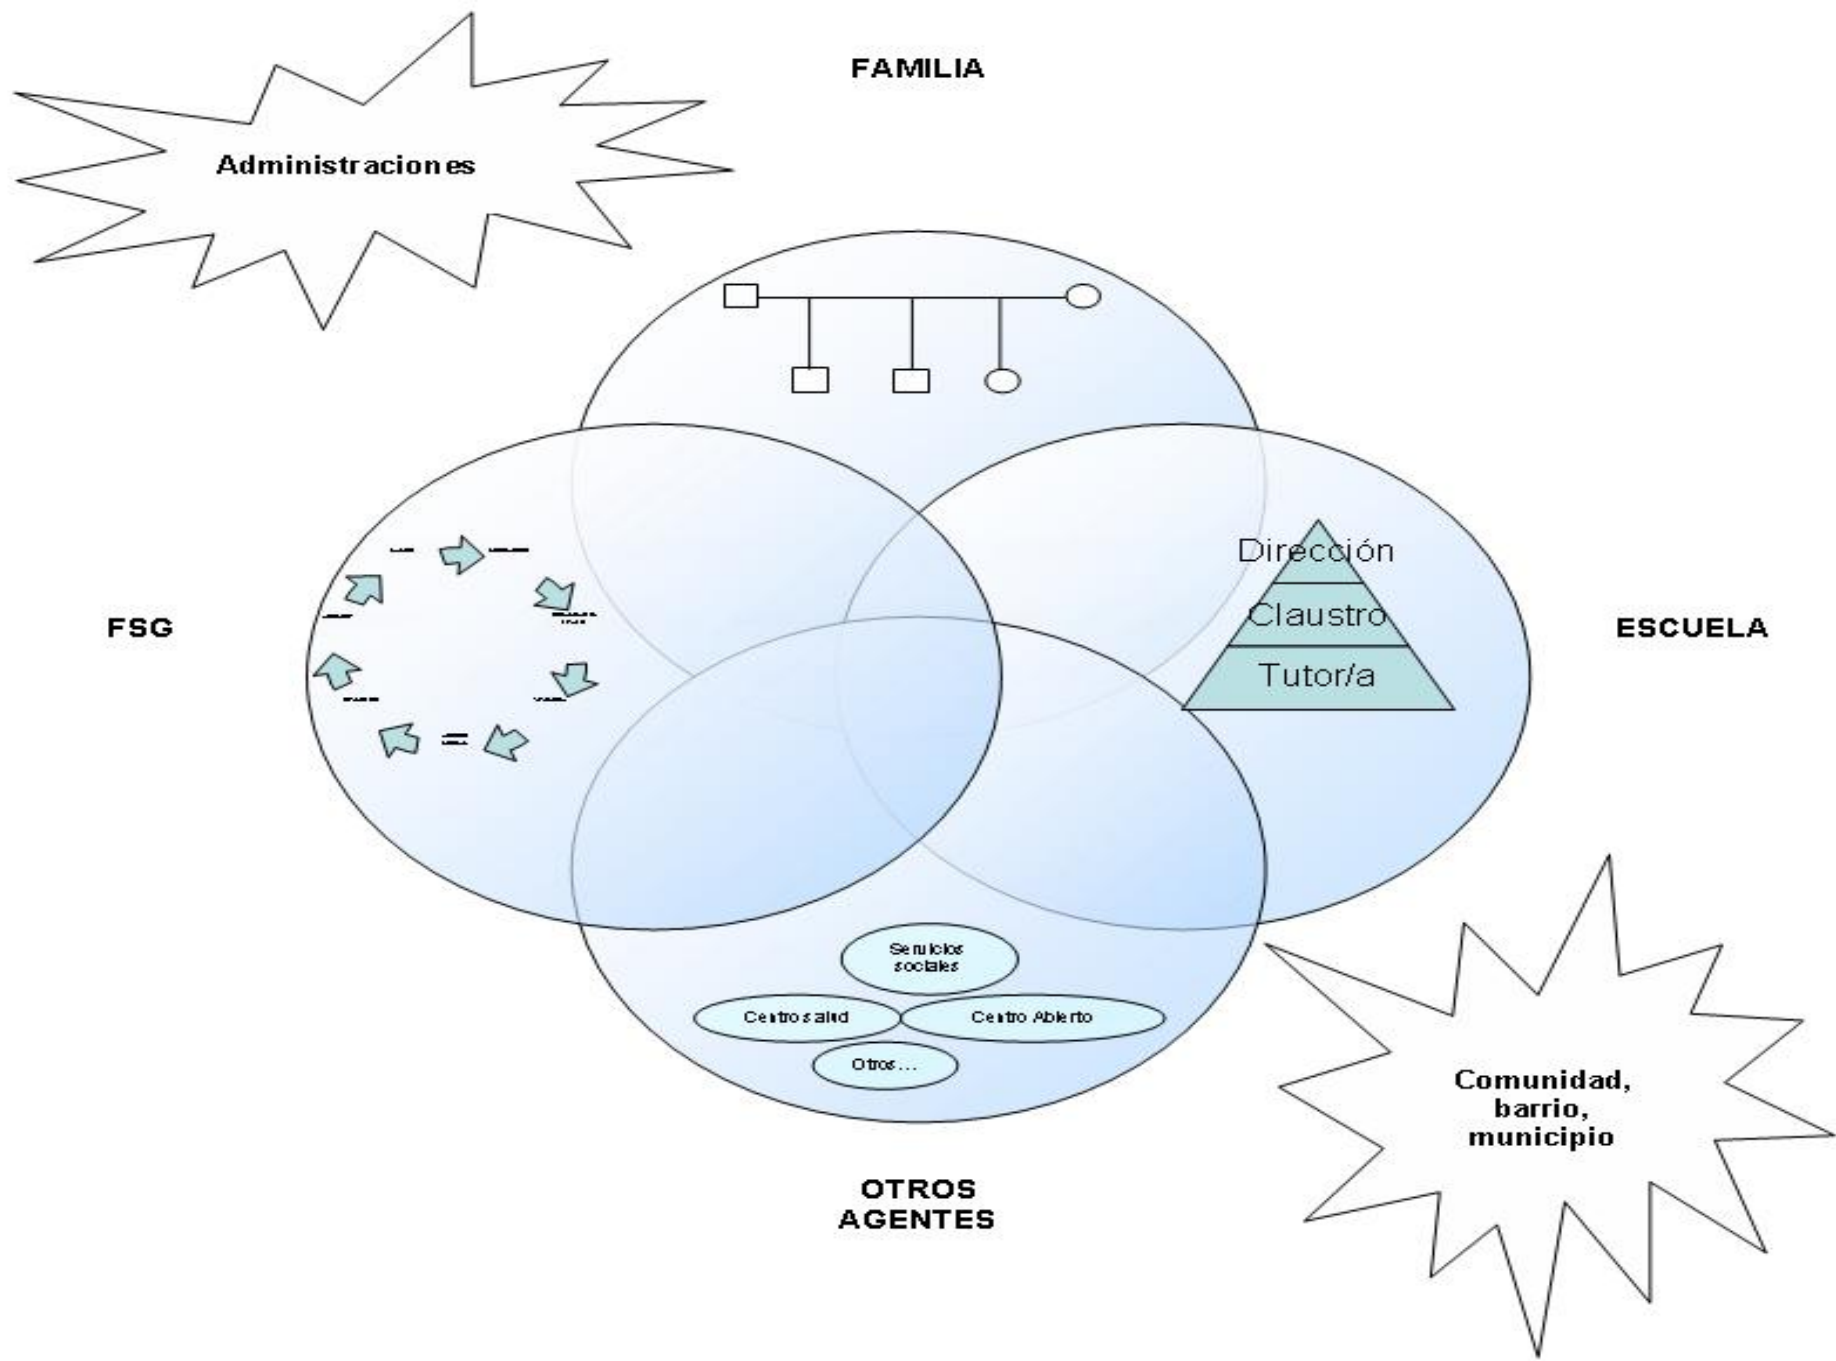 FAMILIA
Administraciones
Dirección
FSG
Claustro
ESCUELA
Tutor/a
Servicios
sociales
Centro salud
Centro Abierto
Otros...
Comunidad,
barrio,
municipio
OTROS
AGENTES